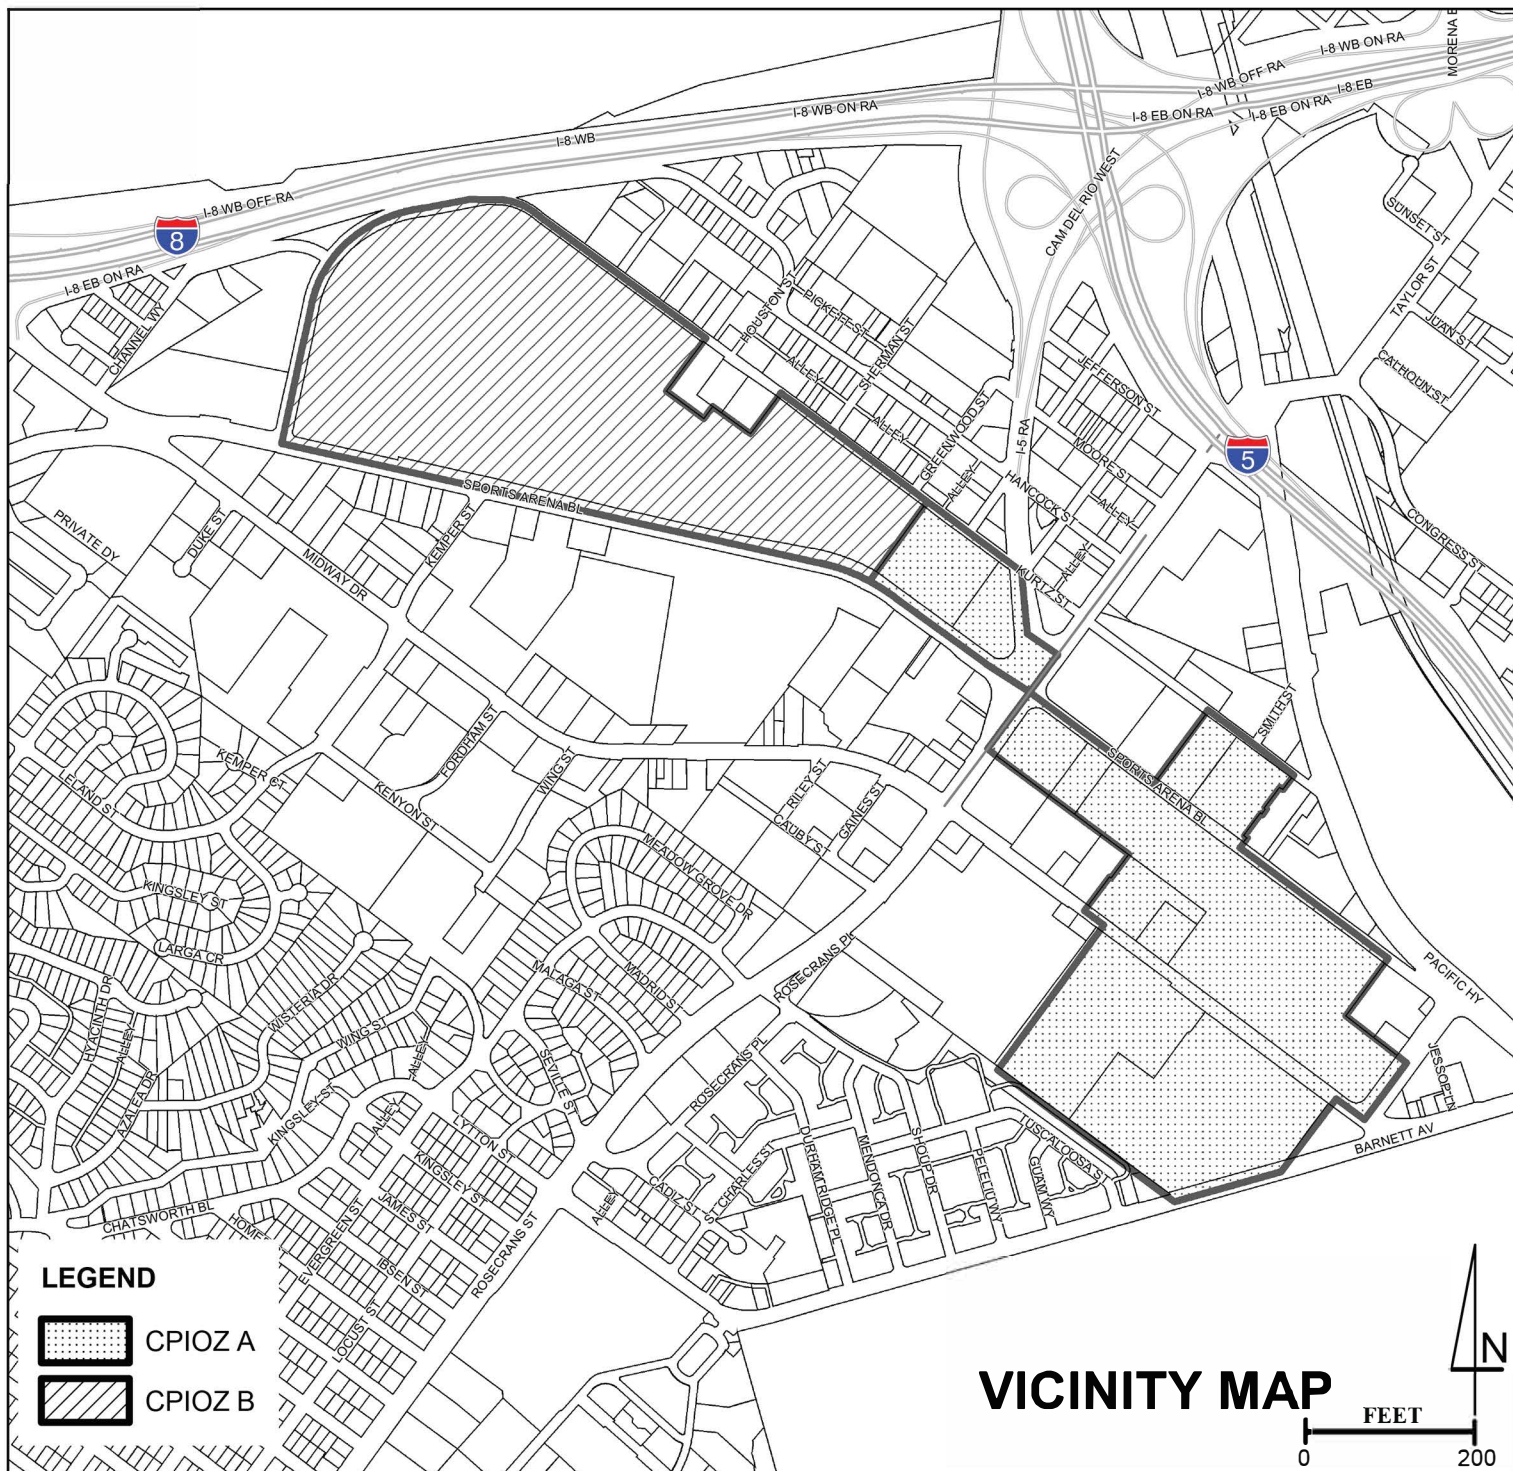 MORENA B
I-8 WB ON RA
I-8 WB OFF RA
I-8 EB
I-8 EB ON RA
I-8 EB ON RA
I-8 WB ON RA
I-8 WB
I-8 WB OFF RA
8
I-8 EB ON RA
CHANNEL WY
CAM DEL RIO WEST
SUNSET ST
TAYLOR ST
JUAN ST
CALHOUN ST
HOUSTON ST
PICKETT ST
SHERMAN ST
ALLEY
ALLEY
GREENWOOD ST
ALLEY
I-5 RA
JEFFERSON ST
MOORE ST
HANCOCK ST
ALLEY
ALLEY
KURTZ ST
5
CONGRESS ST
SPORTS ARENA BL
PRIVATE DY
DUKE ST
MIDWAY DR
KEMPER ST
SMITH ST
SPORTS ARENA BL
FORDHAM ST
WING ST
KEMPER CT
KENYON ST
ELAND ST
RILEY ST
CAUBY ST
GAINES ST
MEADOW GROVE DR
KINGSLEY ST
LARGA CR
ROSECRANS PL
PACIFIC HY
MADRID ST
MALAGA ST
WISTERIA DR
WING ST
HYACINTH DR
ALLEY
ALLEY
AZALEA DR
SEVILLE ST
ROSECRANS PL
KINGSLEY ST
ALLEY
LYTTON ST
KINGSLEY ST
JAMES ST
IBSEN ST
CHATSWORTH BL
HOME
EVERGREEN ST
LOCUST ST
ROSECRANS ST
ALLEY
CADIZ ST
ST CHARLES ST
DURHAM RIDGE PL
MENDONCA DR
SHOUP DR
PELELIU WY
GUAM WY
TUSCALOOSA S
JESSOP LN
BARNETT AV
LEGEND
CPIOZ A
CPIOZ B
VICINITY MAP
N
FEET
0 200